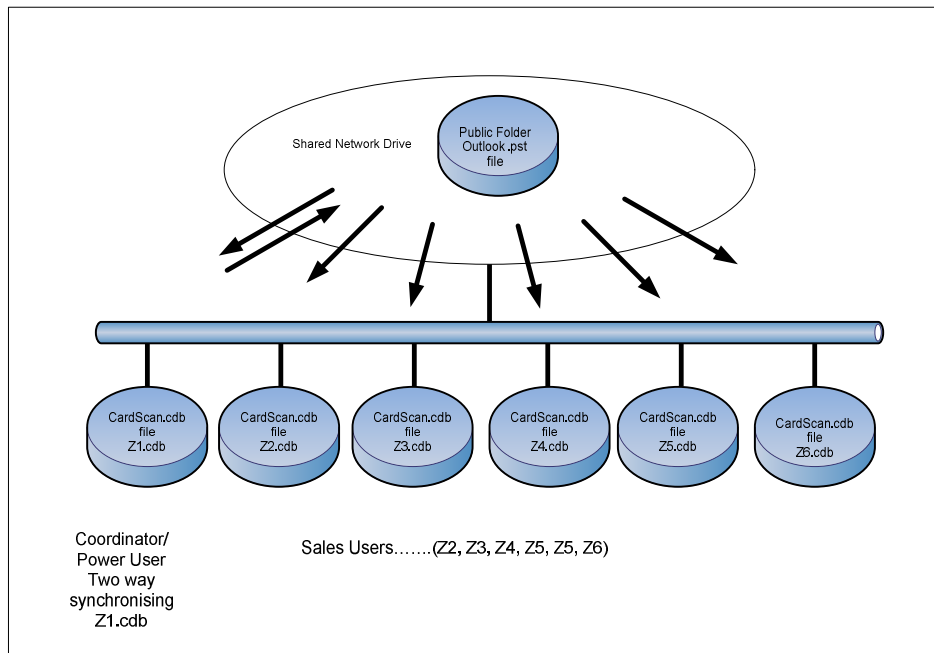 Public Folder
Outlook.pst
file
Shared Network Drive
CardScan.cdb
file
Z1.cdb
CardScan.cdb
file
Z2.cdb
CardScan.cdb
file
Z3.cdb
CardScan.cdb
file
Z4.cdb
CardScan.cdb
file
Z5.cdb
CardScan.cdb
file
Z6.cdb
Coordinator/
Power User
Two way
synchronising
Z1.cdb
Sales Users…….(Z2, Z3, Z4, Z5, Z5, Z6)